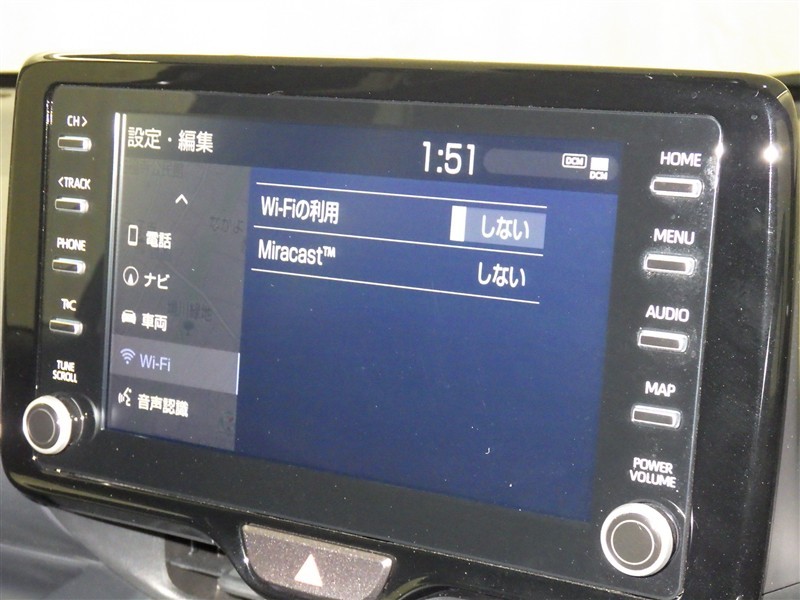 CH>
<TRACK
PHONE
T>C
TUNE
SCROLL
設定・編集
1:51
DCM
DCM
電話
ナビ
車両
Wi-Fi
音声認識
Wi-Fiの利用 しない
Miracast™ しない
HOME
MENU
AUDIO
MAP
POWER
VOLUME